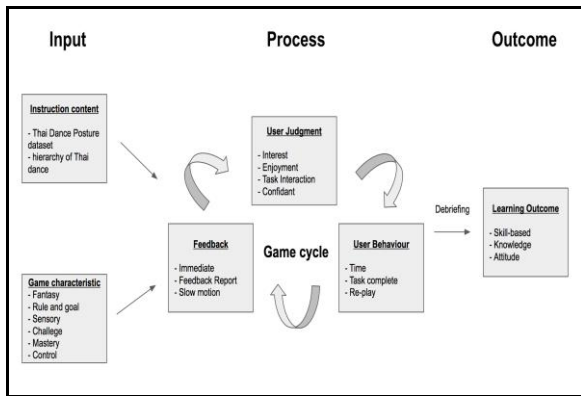 Input
Process
Outcome
Instruction content
- Thai Dance Posture
dataset
- hierarchy of Thai
dance
User Judgment
- Interest
- Enjoyment
- Task Interaction
- Confidant
Feedback
- Immediate
- Feedback Report
- Slow motion
Game cycle
User Behaviour
- Time
- Task complete
- Re-play
Debriefing
Learning Outcome
- Skill-based
- Knowledge
- Attitude
Game characteristic
- Fantasy
- Rule and goal
- Sensory
- Challege
- Mastery
- Control